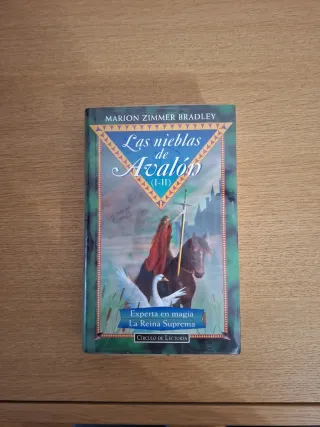 MARION ZIMMER BRADLEY
Las nieblas
de
Avalón
(I-II)
Experta en magia
La Reina Suprema
CÍRCULO DE LECTORES